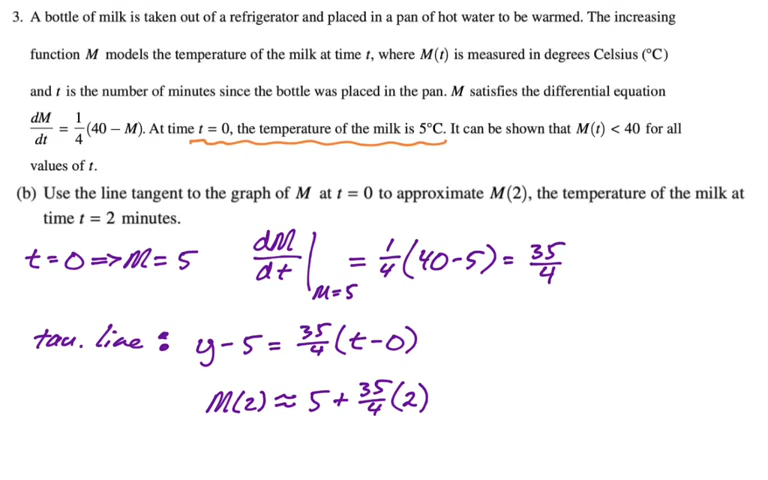 3. A bottle of milk is taken out of a refrigerator and placed in a pan of hot water to be warmed. The increasing
function M models the temperature of the milk at time t, where M(t) is measured in degrees Celsius (°C)
and t is the number of minutes since the bottle was placed in the pan. M satisfies the differential equation
dM/dt = 1/4(40 – M). At time t = 0, the temperature of the milk is 5°C. It can be shown that M(t) < 40 for all
values of t.
(b) Use the line tangent to the graph of M at t = 0 to approximate M(2), the temperature of the milk at
time t = 2 minutes.
t=0 => M=5 dM/dt |M=5 = 1/4(40-5) = 35/4
tan. line : y-5 = 35/4(t-0)
M(2) ≈ 5 + 35/4(2)